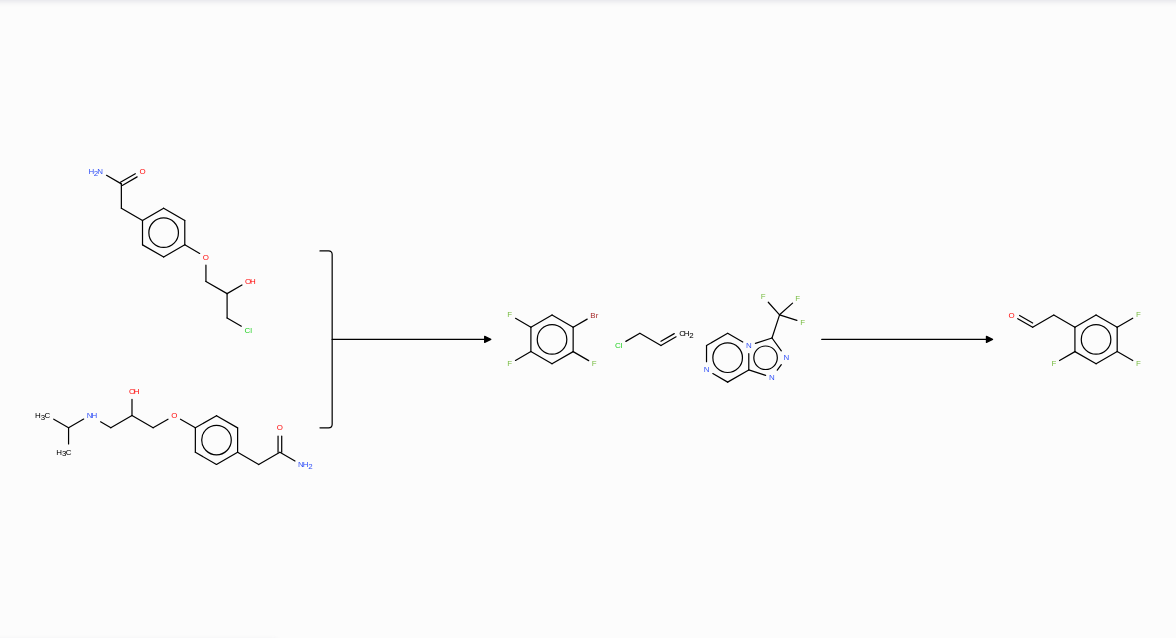 H₂N O
O
OH
Cl
OH
H₃C NH O
O
H₃C
NH₂
F Br
F F
Cl CH₂
F F
F
N N
N N
O F
F F